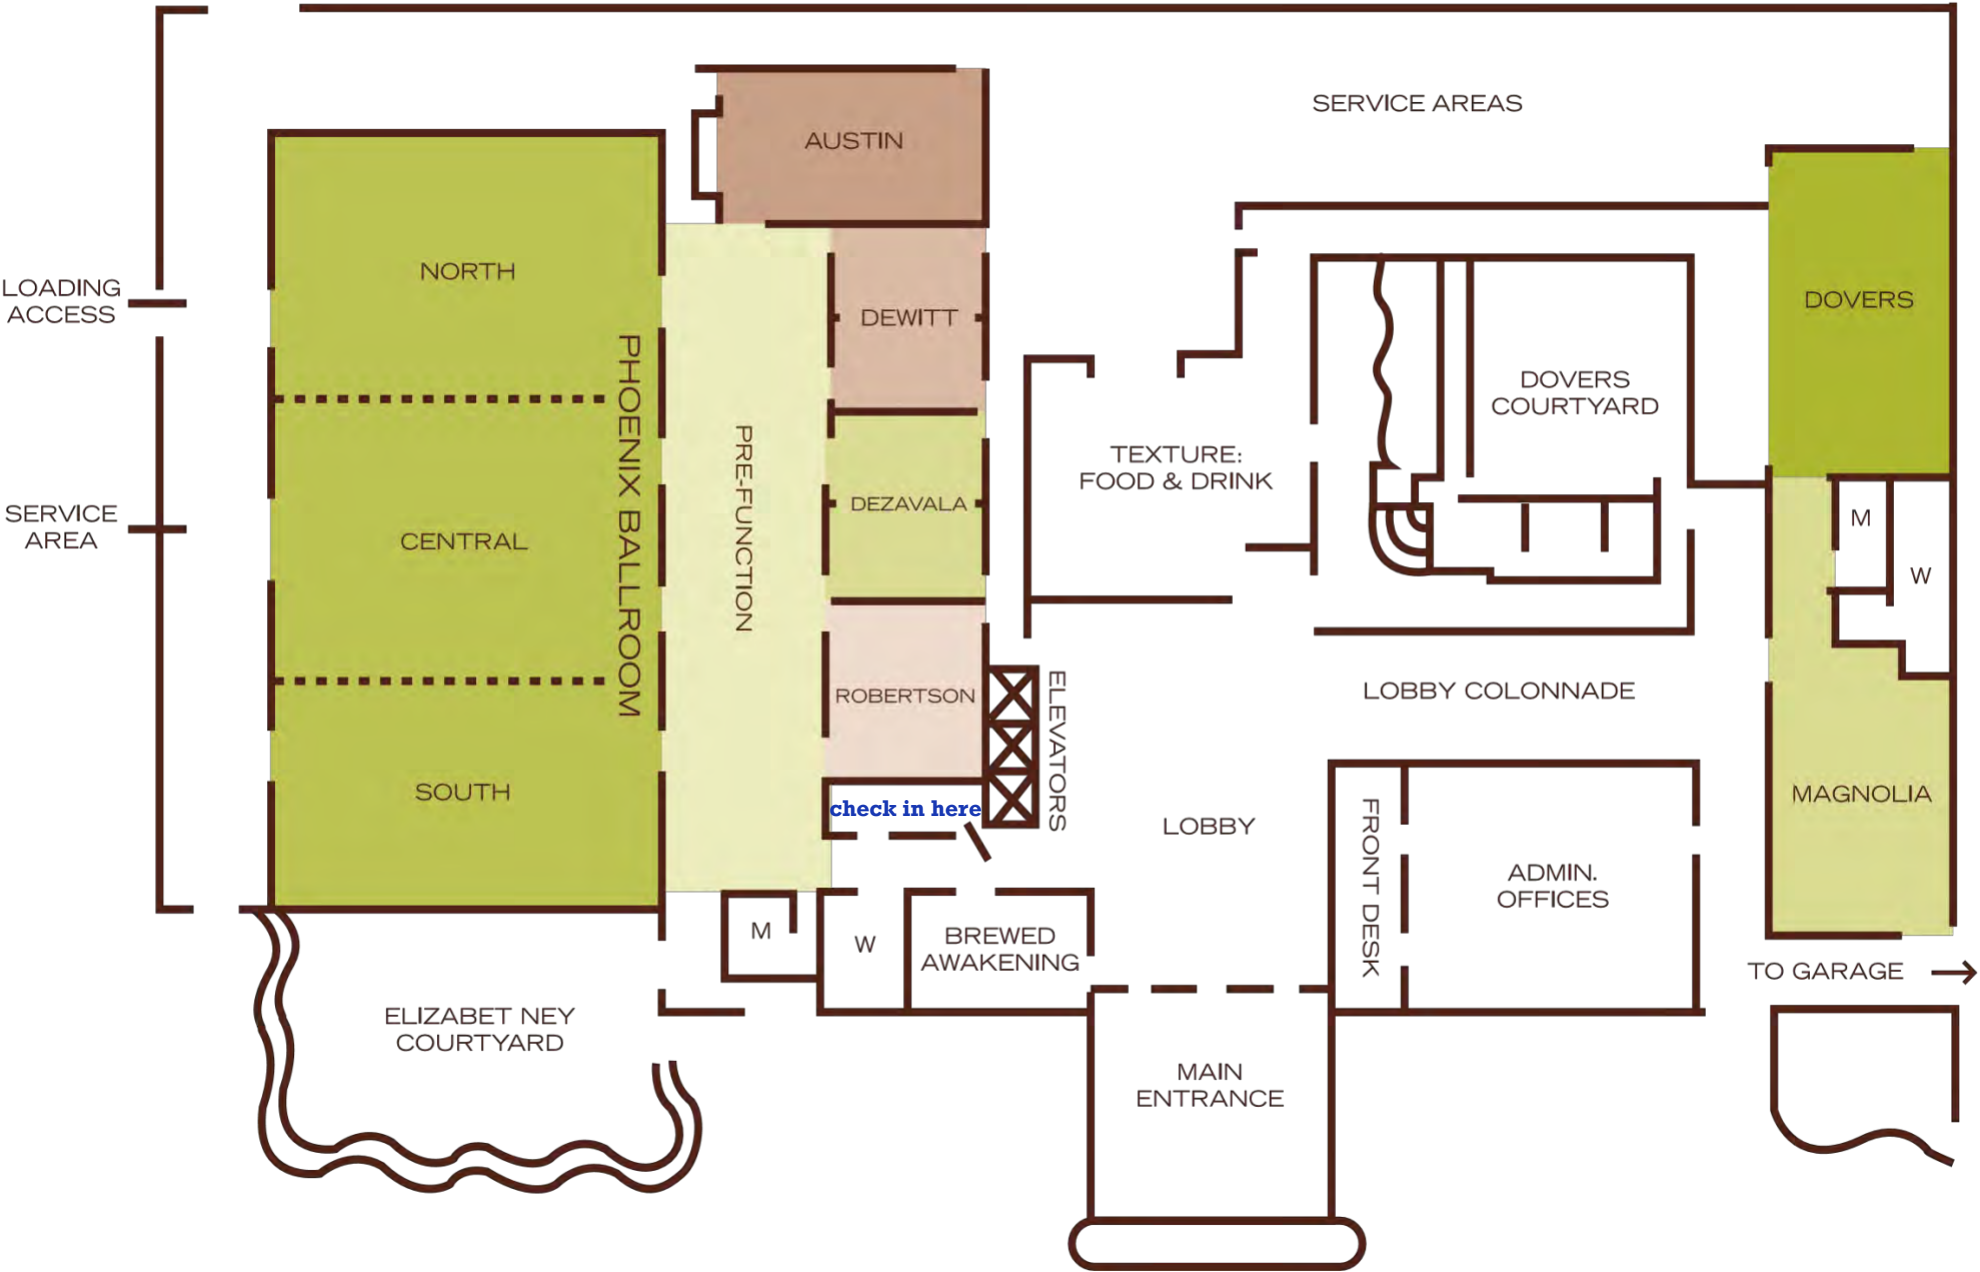 SERVICE AREAS
AUSTIN
NORTH
LOADING
ACCESS
DEWITT
DOVERS
PHOENIX BALLROOM
PRE-FUNCTION
DOVERS
COURTYARD
TEXTURE:
FOOD & DRINK
DEZAVALA
SERVICE
AREA
CENTRAL
M
W
ROBERTSON
ELEVATORS
LOBBY COLONNADE
SOUTH
check in here
LOBBY
FRONT DESK
MAGNOLIA
ADMIN.
OFFICES
M
W
BREWED
AWAKENING
TO GARAGE
ELIZABET NEY
COURTYARD
MAIN
ENTRANCE